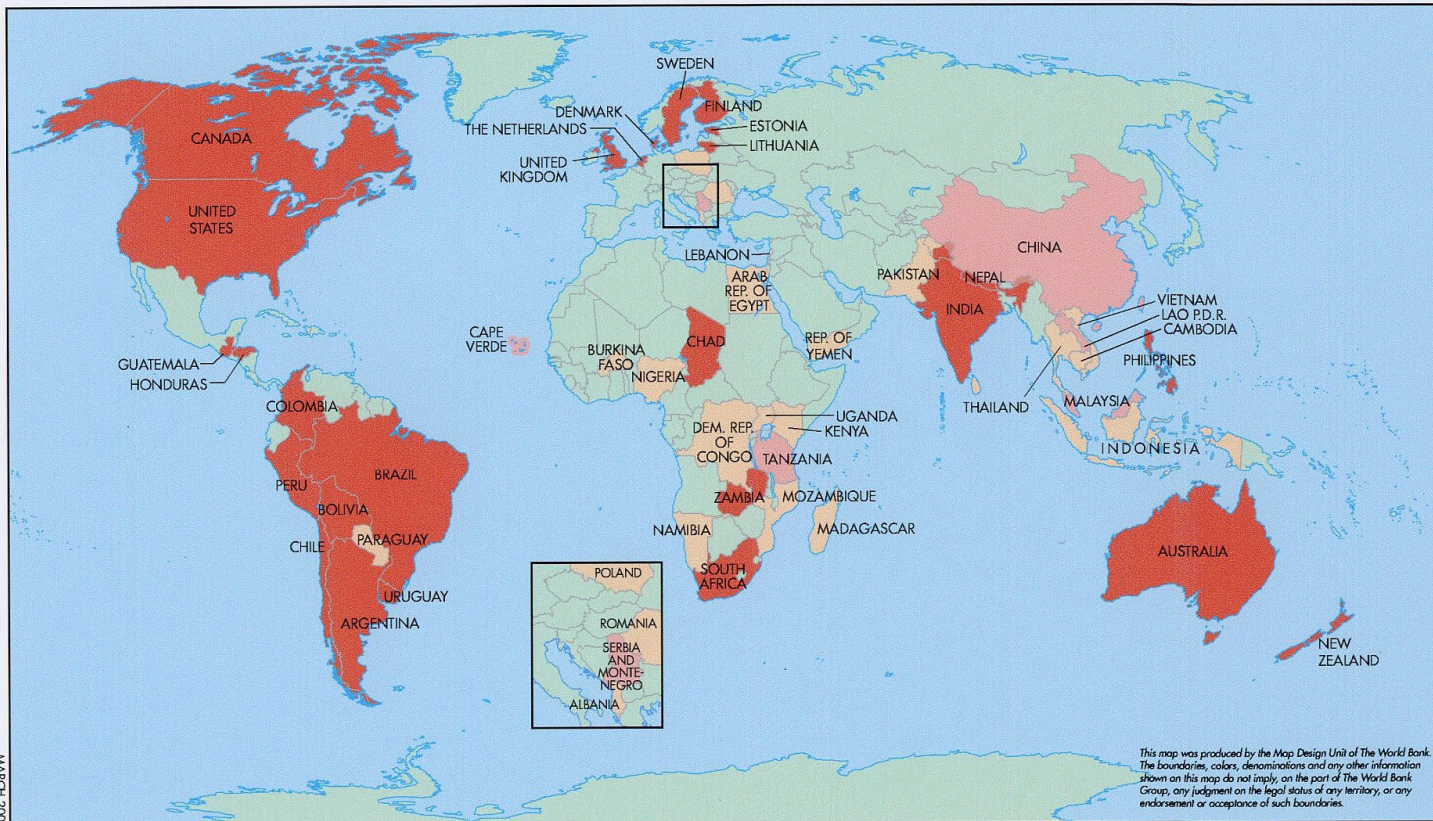 SWEDEN
FINLAND
DENMARK
THE NETHERLANDS
ESTONIA
LITHUANIA
UNITED
KINGDOM
CANADA
UNITED
STATES
GUATEMALA
HONDURAS
COLOMBIA
BRAZIL
PERU
BOLIVIA
PARAGUAY
CHILE
URUGUAY
ARGENTINA
CAPE
VERDE
LEBANON
ARAB
REP. OF
EGYPT
PAKISTAN
NEPAL
INDIA
CHINA
VIETNAM
LAO P.D.R.
CAMBODIA
PHILIPPINES
THAILAND
MALAYSIA
INDONESIA
BURKINA
FASO
NIGERIA
CHAD
REP. OF
YEMEN
UGANDA
KENYA
DEM. REP.
OF
CONGO
TANZANIA
ZAMBIA
MOZAMBIQUE
NAMIBIA
MADAGASCAR
SOUTH
AFRICA
AUSTRALIA
NEW
ZEALAND
POLAND
ROMANIA
SERBIA
AND
MONTE-
NEGRO
ALBANIA
This map was produced by the Map Design Unit of The World Bank.
The boundaries, colors, denominations and any other information
shown on this map do not imply, on the part of The World Bank
Group, any judgment on the legal status of any territory, or any
endorsement or acceptance of such boundaries.
MARCH